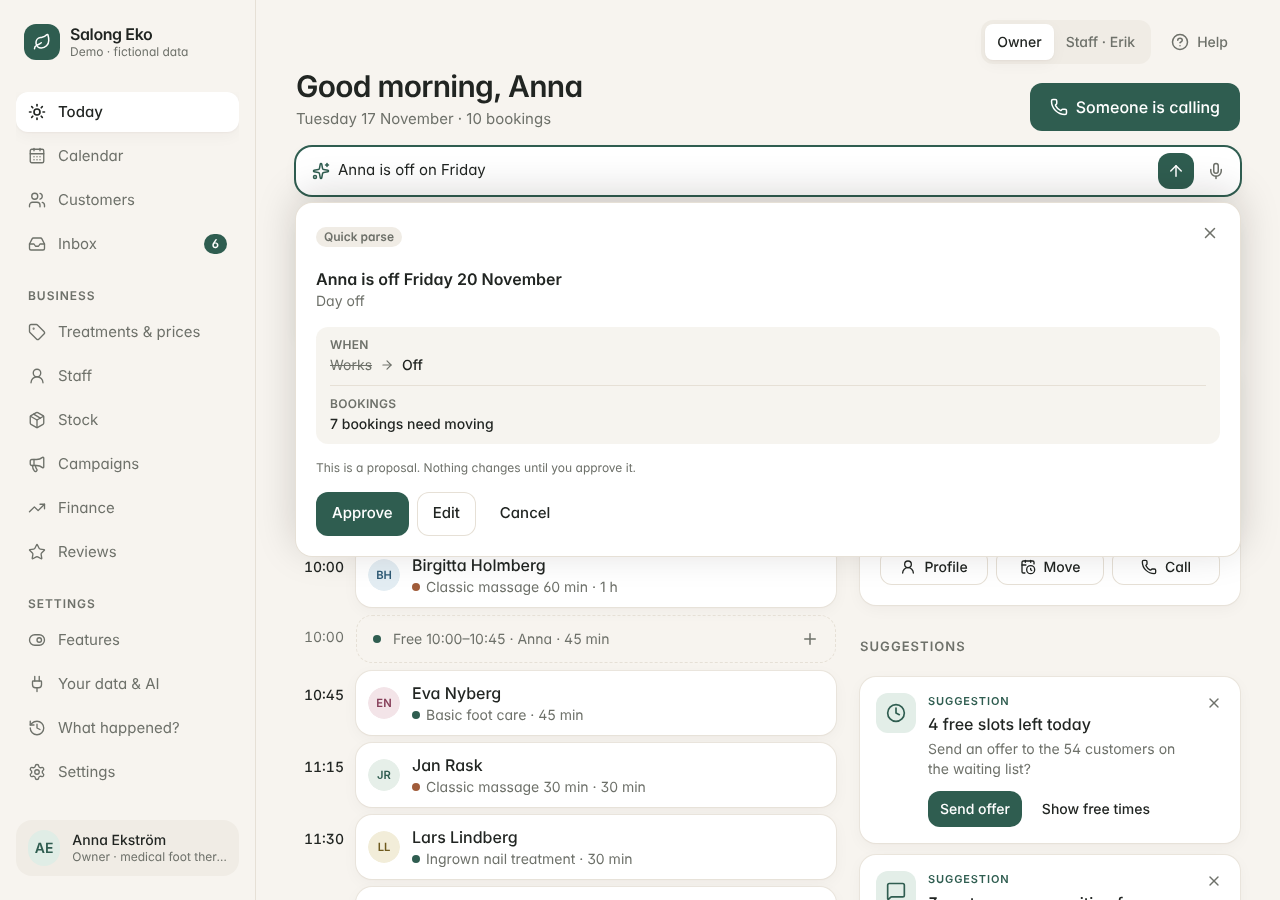 Salong Eko
Demo · fictional data
Today
Calendar
Customers
Inbox
6
BUSINESS
Treatments & prices
Staff
Stock
Campaigns
Finance
Reviews
SETTINGS
Features
Your data & AI
What happened?
Settings
AE
Anna Ekström
Owner · medical foot ther...
Owner
Staff · Erik
Help
Good morning, Anna
Tuesday 17 November · 10 bookings
Someone is calling
Anna is off on Friday
Quick parse
Anna is off Friday 20 November
Day off
WHEN
Works → Off
BOOKINGS
7 bookings need moving
This is a proposal. Nothing changes until you approve it.
Approve
Edit
Cancel
10:00
BH
Birgitta Holmberg
Classic massage 60 min · 1 h
10:00
Free 10:00–10:45 · Anna · 45 min
10:45
EN
Eva Nyberg
Basic foot care · 45 min
11:15
JR
Jan Rask
Classic massage 30 min · 30 min
11:30
LL
Lars Lindberg
Ingrown nail treatment · 30 min
Profile
Move
Call
SUGGESTIONS
SUGGESTION
4 free slots left today
Send an offer to the 54 customers on
the waiting list?
Send offer
Show free times
SUGGESTION